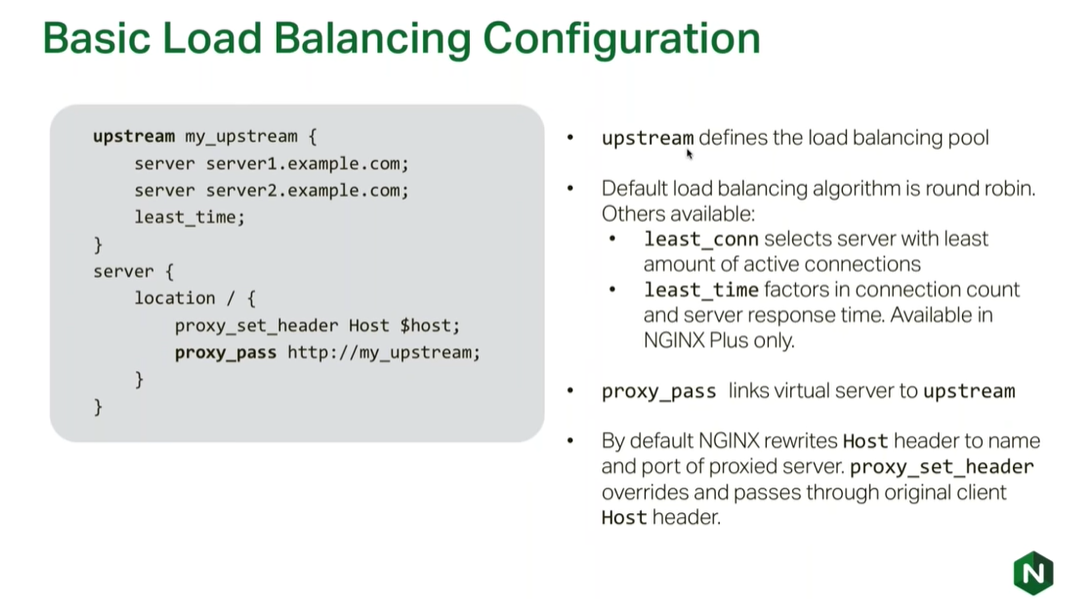 Basic Load Balancing Configuration
upstream my_upstream {
    server server1.example.com;
    server server2.example.com;
    least_time;
}
server {
    location / {
        proxy_set_header Host $host;
        proxy_pass http://my_upstream;
    }
}
• upstream defines the load balancing pool
• Default load balancing algorithm is round robin.
Others available:
• least_conn selects server with least
amount of active connections
• least_time factors in connection count
and server response time. Available in
NGINX Plus only.
• proxy_pass links virtual server to upstream
• By default NGINX rewrites Host header to name
and port of proxied server. proxy_set_header
overrides and passes through original client
Host header.
N